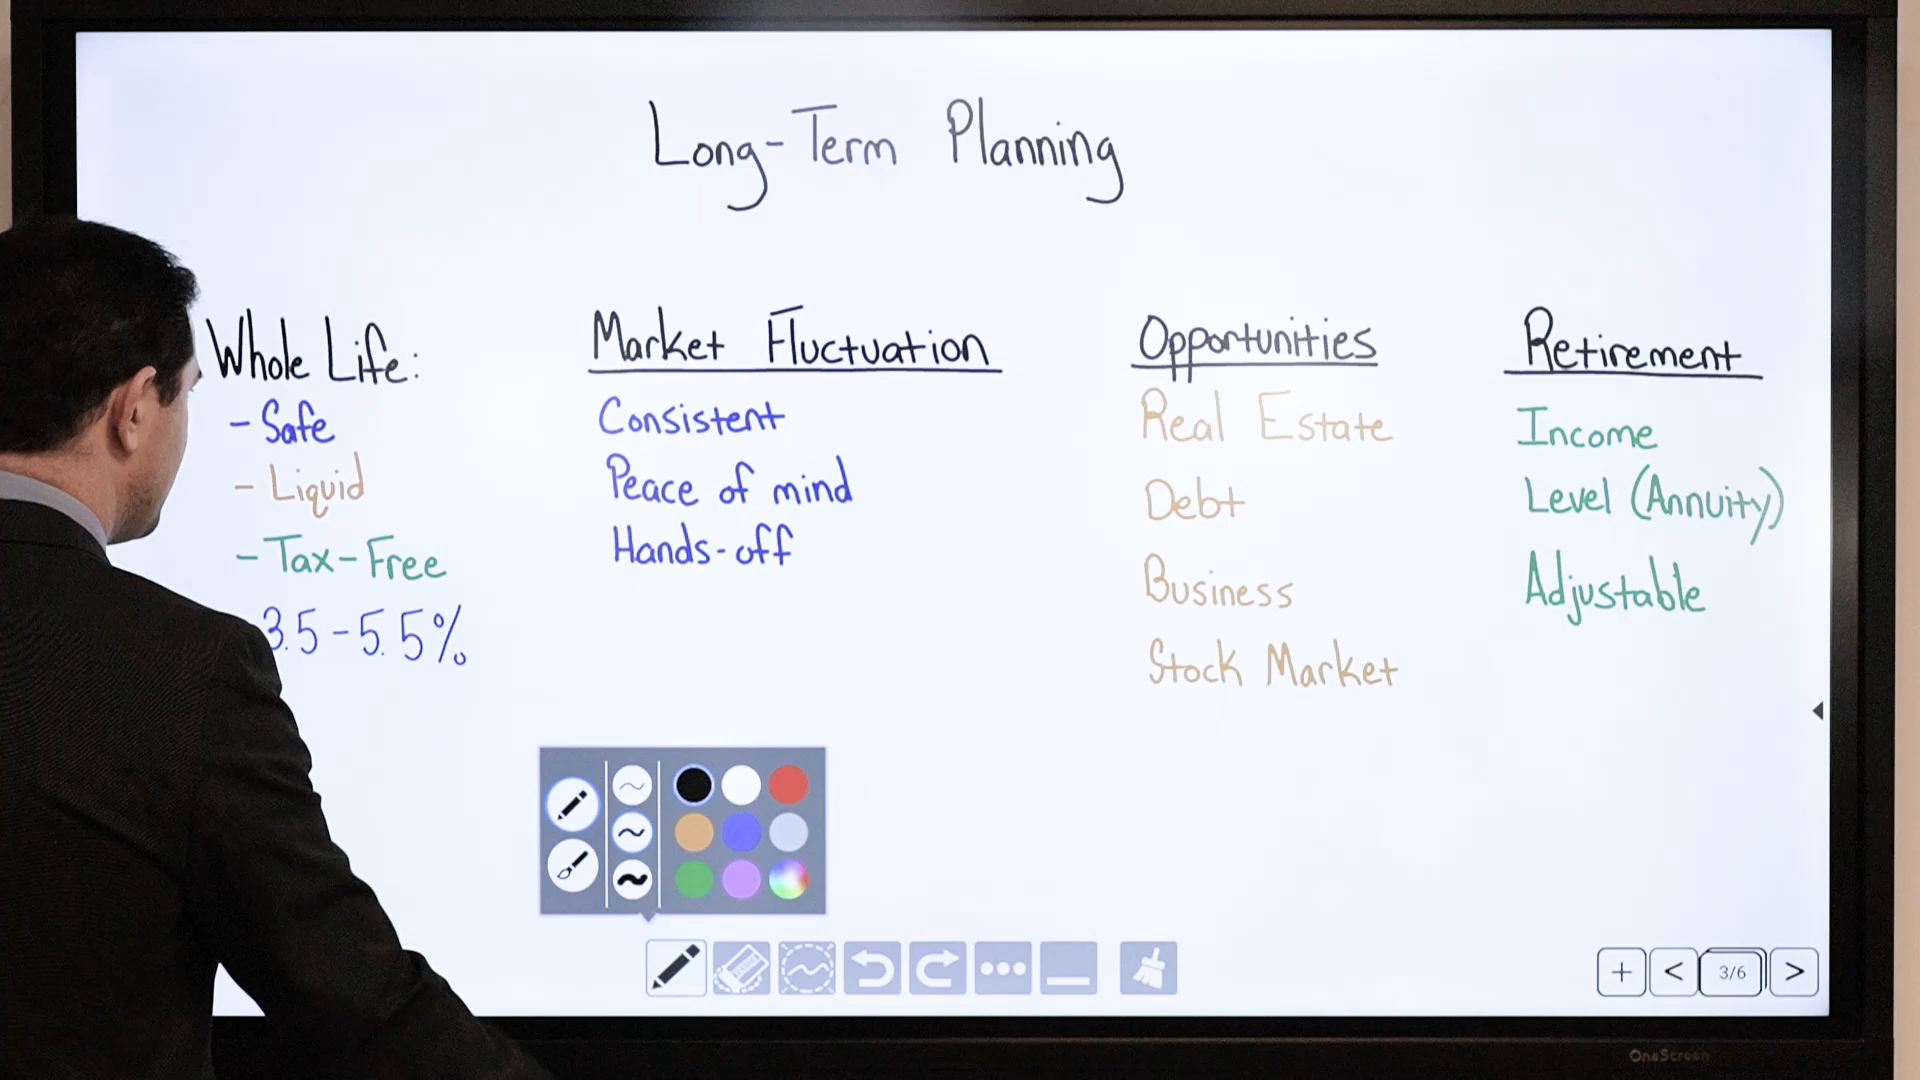 Long-Term Planning
Whole Life:
- Safe
- Liquid
- Tax-Free
3.5-5.5%
Market Fluctuation
Consistent
Peace of mind
Hands-off
Opportunities
Real Estate
Debt
Business
Stock Market
Retirement
Income
Level (Annuity)
Adjustable
+ < 3/6 >
OneScreen